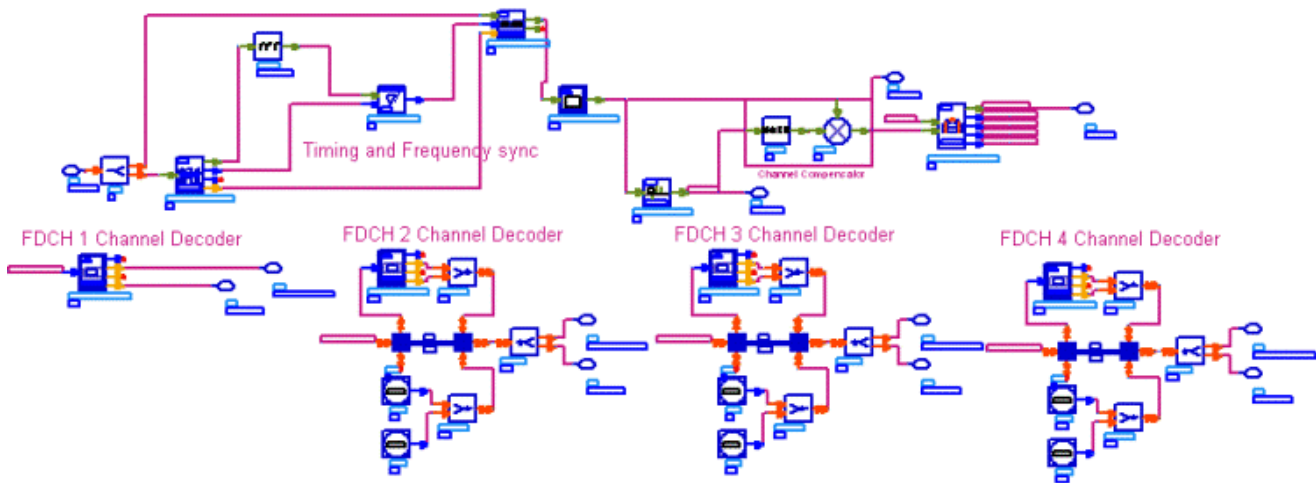 Timing and Frequency sync
Channel Compensator
FDCH 1 Channel Decoder
FDCH 2 Channel Decoder
FDCH 3 Channel Decoder
FDCH 4 Channel Decoder